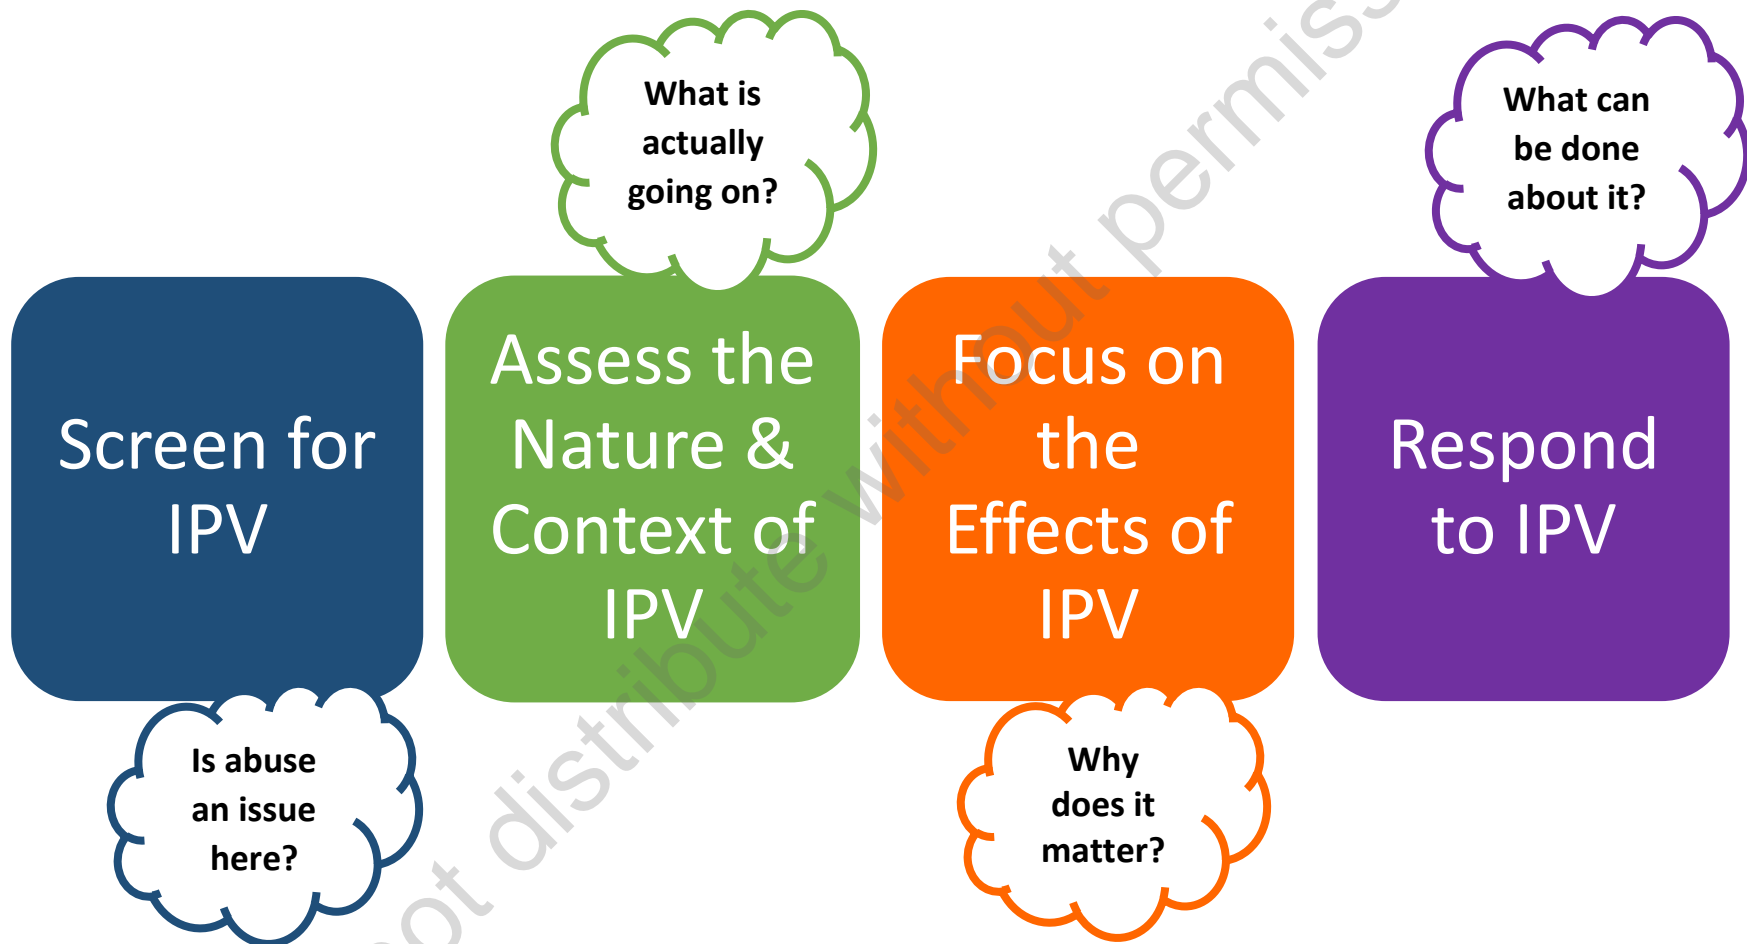 What is
actually
going on?
What can
be done
about it?
Screen for
IPV
Assess the
Nature &
Context of
IPV
Focus on
the
Effects of
IPV
Respond
to IPV
Is abuse
an issue
here?
Why
does it
matter?
not distribute without permiss